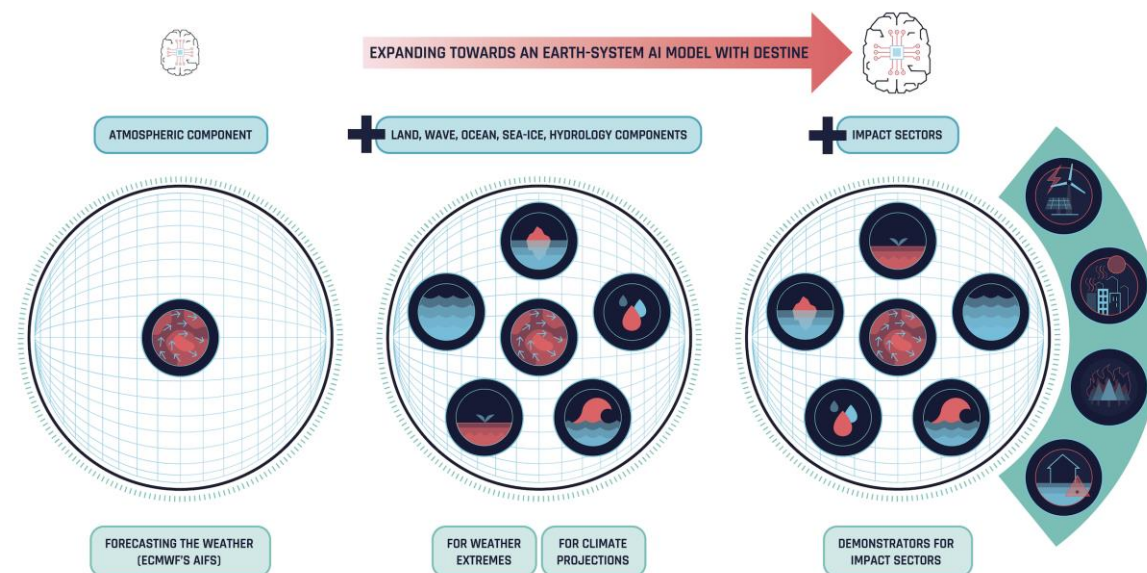 EXPANDING TOWARDS AN EARTH-SYSTEM AI MODEL WITH DESTINE
ATMOSPHERIC COMPONENT
LAND, WAVE, OCEAN, SEA-ICE, HYDROLOGY COMPONENTS
IMPACT SECTORS
FORECASTING THE WEATHER
(ECMWF'S AIFS)
FOR WEATHER
EXTREMES
FOR CLIMATE
PROJECTIONS
DEMONSTRATORS FOR
IMPACT SECTORS